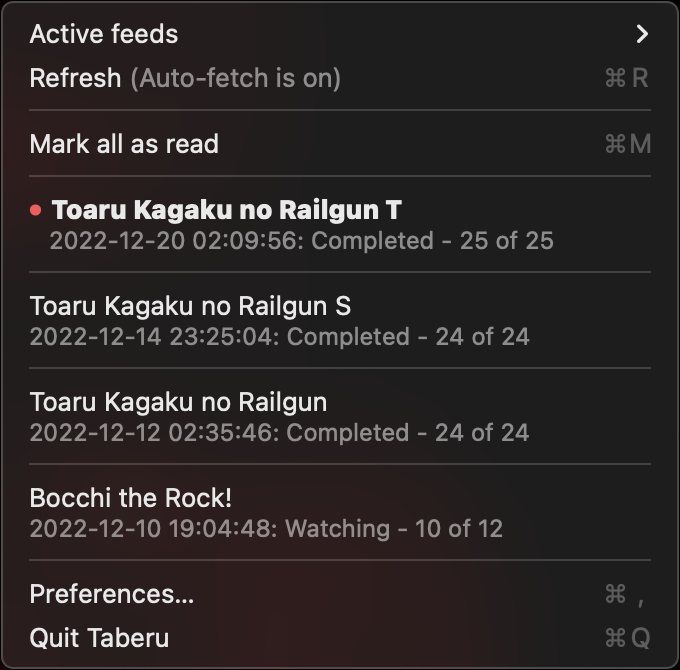 Active feeds
Refresh (Auto-fetch is on) ⌘ R
Mark all as read ⌘ M
Toaru Kagaku no Railgun T
2022-12-20 02:09:56: Completed - 25 of 25
Toaru Kagaku no Railgun S
2022-12-14 23:25:04: Completed - 24 of 24
Toaru Kagaku no Railgun
2022-12-12 02:35:46: Completed - 24 of 24
Bocchi the Rock!
2022-12-10 19:04:48: Watching - 10 of 12
Preferences... ⌘ ,
Quit Taberu ⌘ Q